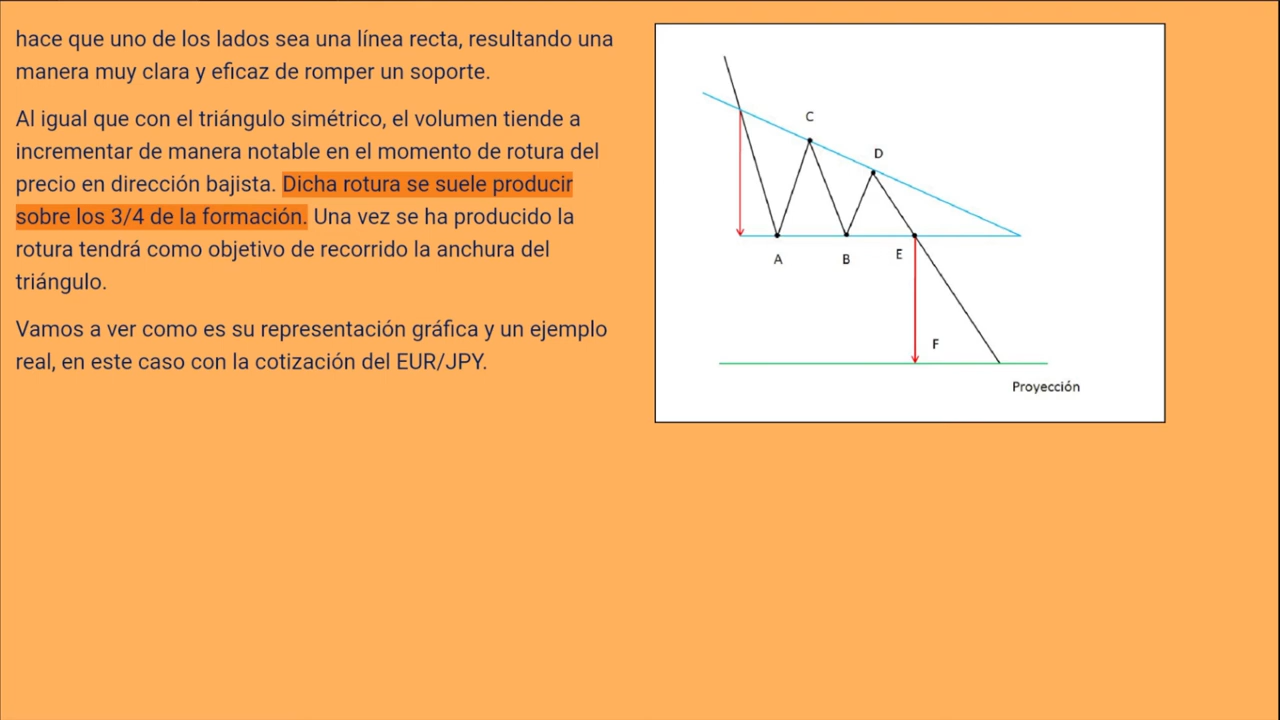 hace que uno de los lados sea una línea recta, resultando una
manera muy clara y eficaz de romper un soporte.
Al igual que con el triángulo simétrico, el volumen tiende a
incrementar de manera notable en el momento de rotura del
precio en dirección bajista. Dicha rotura se suele producir
sobre los 3/4 de la formación. Una vez se ha producido la
rotura tendrá como objetivo de recorrido la anchura del
triángulo.
Vamos a ver como es su representación gráfica y un ejemplo
real, en este caso con la cotización del EUR/JPY.
C
D
A
B
E
F
Proyección